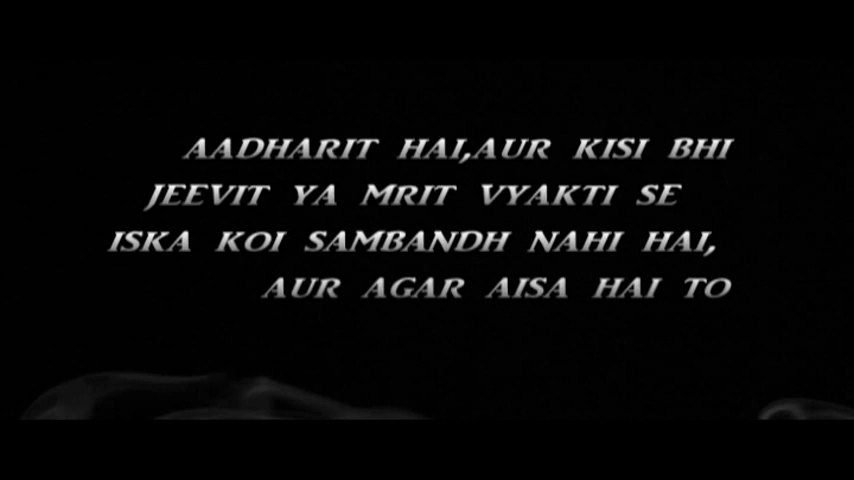 AADHARIT HAI,AUR KISI BHI
JEEVIT YA MRIT VYAKTI SE
ISKA KOI SAMBANDH NAHI HAI,
AUR AGAR AISA HAI TO